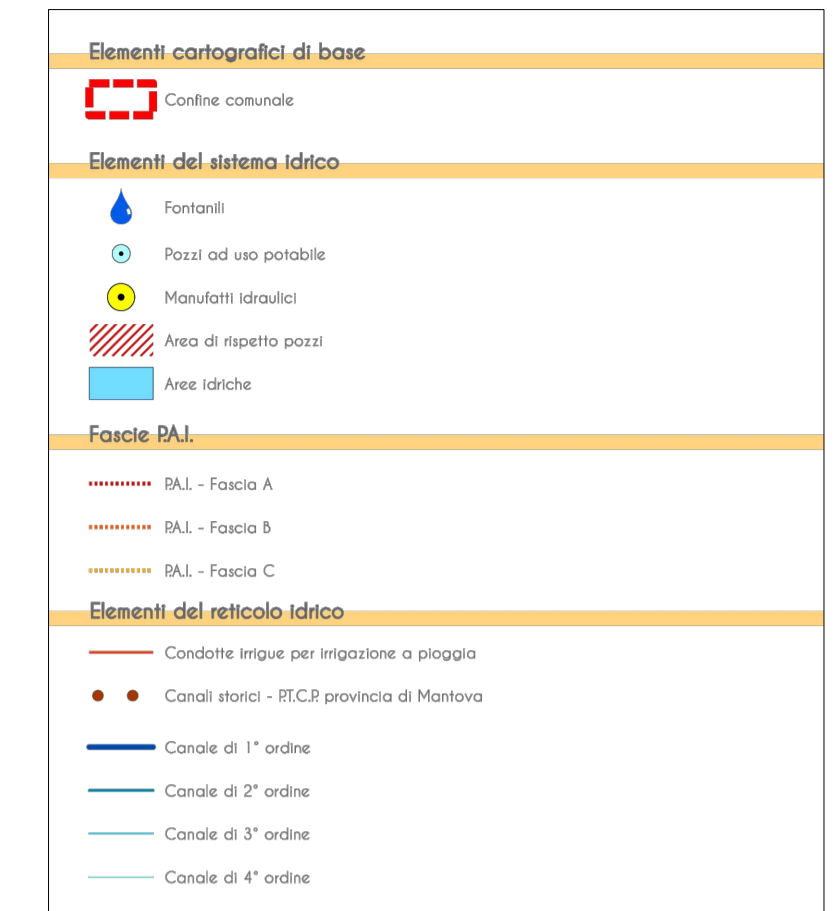 Elementi cartografici di base
Confine comunale
Elementi del sistema idrico
Fontanili
Pozzi ad uso potabile
Manufatti idraulici
Area di rispetto pozzi
Aree idriche
Fascie P.A.I.
P.A.I. - Fascia A
P.A.I. - Fascia B
P.A.I. - Fascia C
Elementi del reticolo idrico
Condotte irrigue per irrigazione a pioggia
Canali storici - P.T.C.P. provincia di Mantova
Canale di 1° ordine
Canale di 2° ordine
Canale di 3° ordine
Canale di 4° ordine